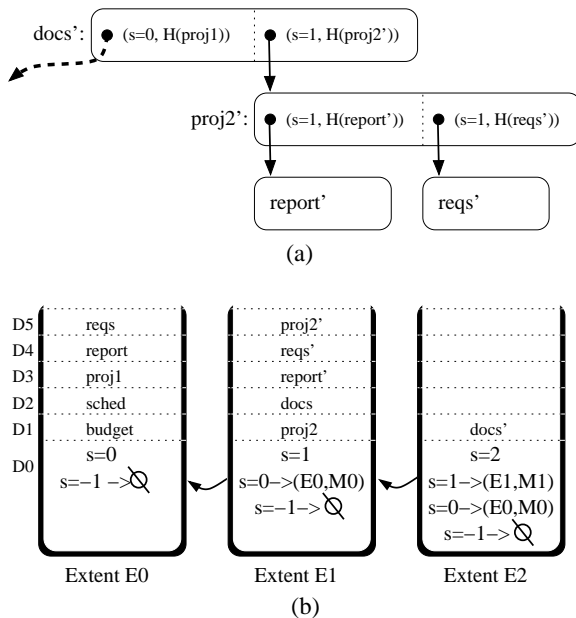 docs’: (s=0, H(proj1)) (s=1, H(proj2’))
proj2’: (s=1, H(report’)) (s=1, H(reqs’))
report’ reqs’
(a)
D5 reqs proj2’
D4 report reqs’
D3 proj1 report’
D2 sched docs
D1 budget proj2 docs’
D0 s=0 s=1 s=2
s=−1 −>∅ s=0−>(E0,M0) s=1−>(E1,M1)
s=−1−>∅ s=0−>(E0,M0)
s=−1−>∅
Extent E0 Extent E1 Extent E2
(b)